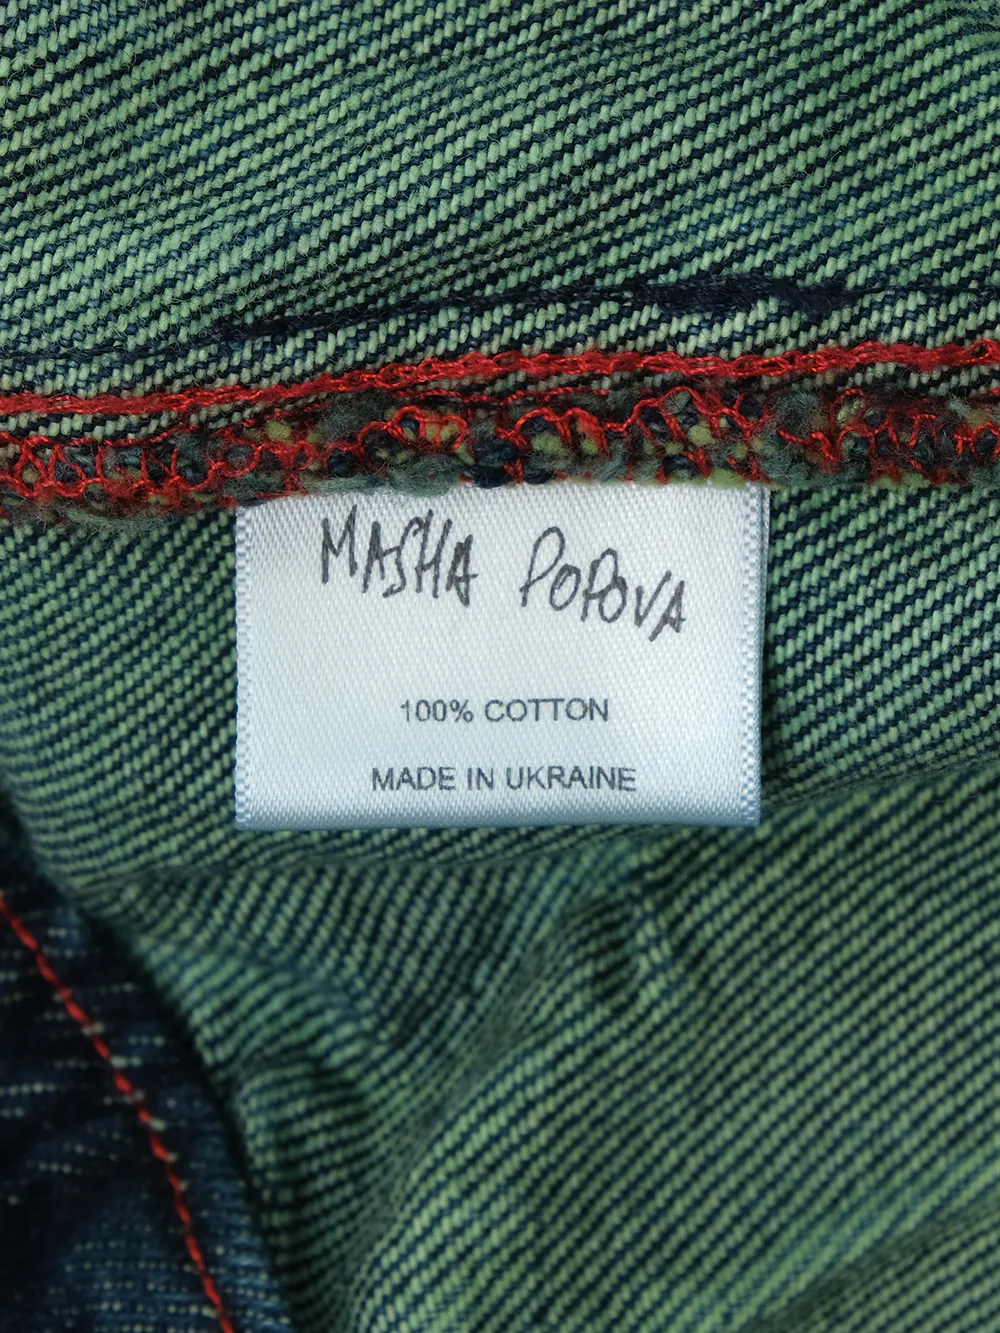 MASHA POPOVA
100% COTTON
MADE IN UKRAINE